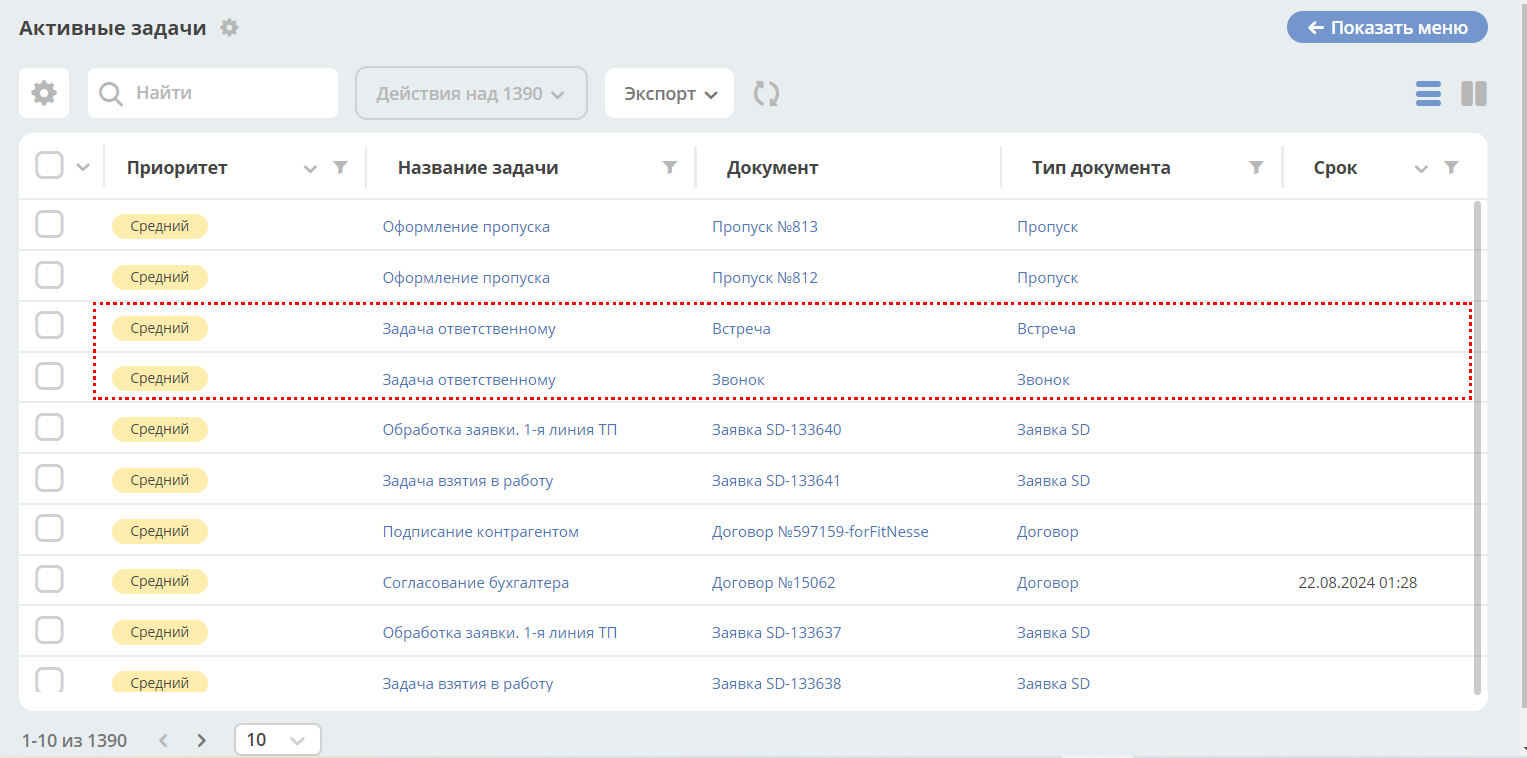 Активные задачи
Показать меню
Найти
Действия над 1390
Экспорт
Приоритет Название задачи Документ Тип документа Срок
Средний Оформление пропуска Пропуск №813 Пропуск
Средний Оформление пропуска Пропуск №812 Пропуск
Средний Задача ответственному Встреча Встреча
Средний Задача ответственному Звонок Звонок
Средний Обработка заявки. 1-я линия ТП Заявка SD-133640 Заявка SD
Средний Задача взятия в работу Заявка SD-133641 Заявка SD
Средний Подписание контрагентом Договор №597159-forFitNesse Договор
Средний Согласование бухгалтера Договор №15062 Договор 22.08.2024 01:28
Средний Обработка заявки. 1-я линия ТП Заявка SD-133637 Заявка SD
Средний Задача взятия в работу Заявка SD-133638 Заявка SD
1-10 из 1390 10